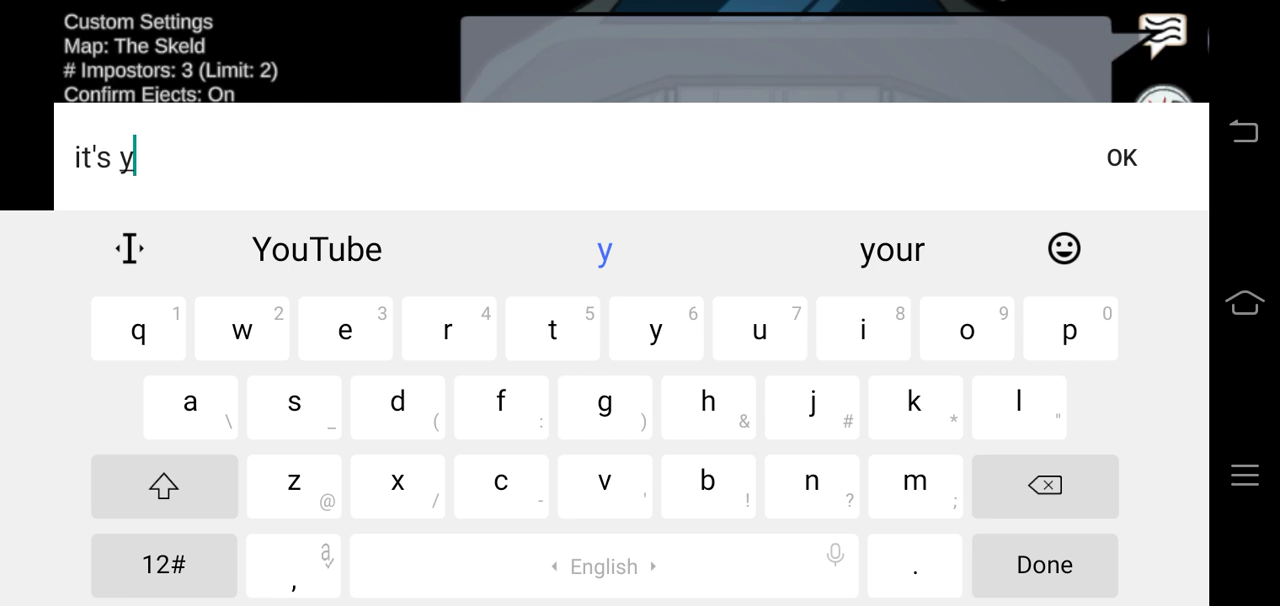 Custom Settings
Map: The Skeld
# Impostors: 3 (Limit: 2)
Confirm Ejects: On
it's y
OK
YouTube y your
q 1 w 2 e 3 r 4 t 5 y 6 u 7 i 8 o 9 p 0
a \ s _ d ( f : g ) h & j # k * l "
z @ x / c - v ' b ! n ? m ;
12# , a English . Done